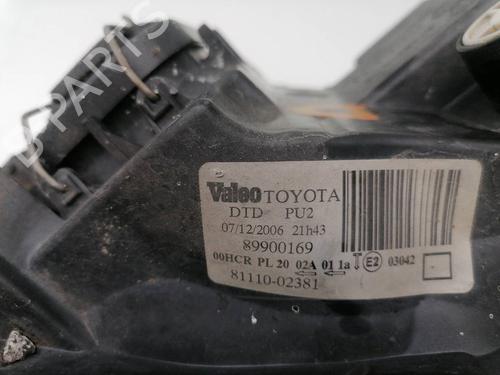 B PARTS
Valeo TOYOTA
DTD PU2
07/12/2006 21h43
89900169
00HCR PL 20 02A 01 1a E2 03042
81110-02381